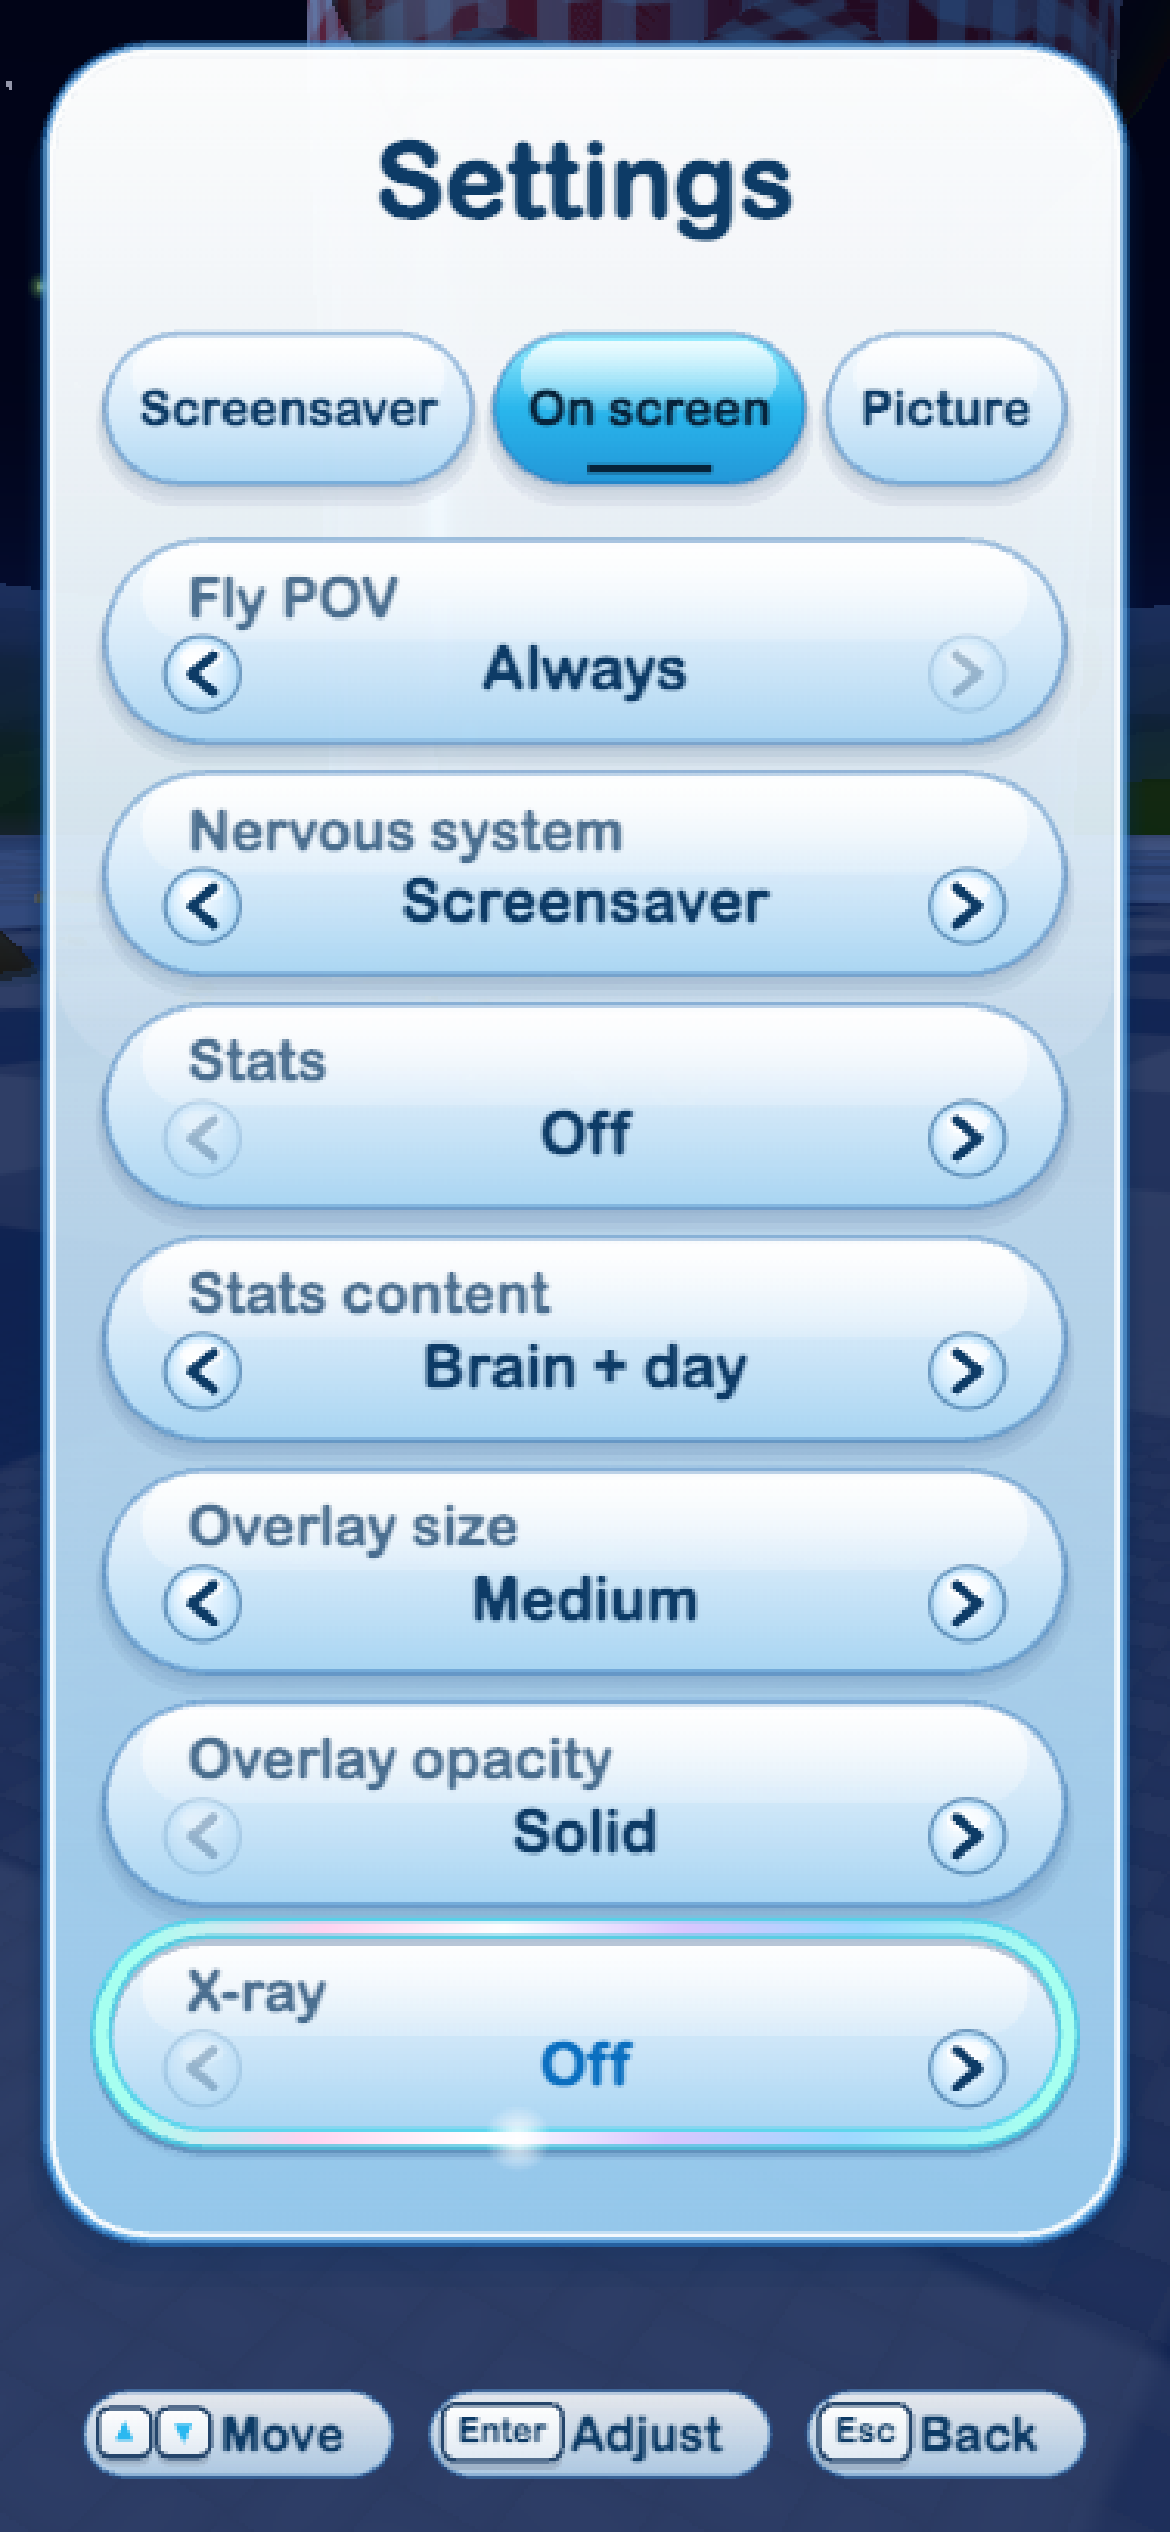 Settings
Screensaver On screen Picture
Fly POV
Always
Nervous system
Screensaver
Stats
Off
Stats content
Brain + day
Overlay size
Medium
Overlay opacity
Solid
X-ray
Off
Move Enter Adjust Esc Back